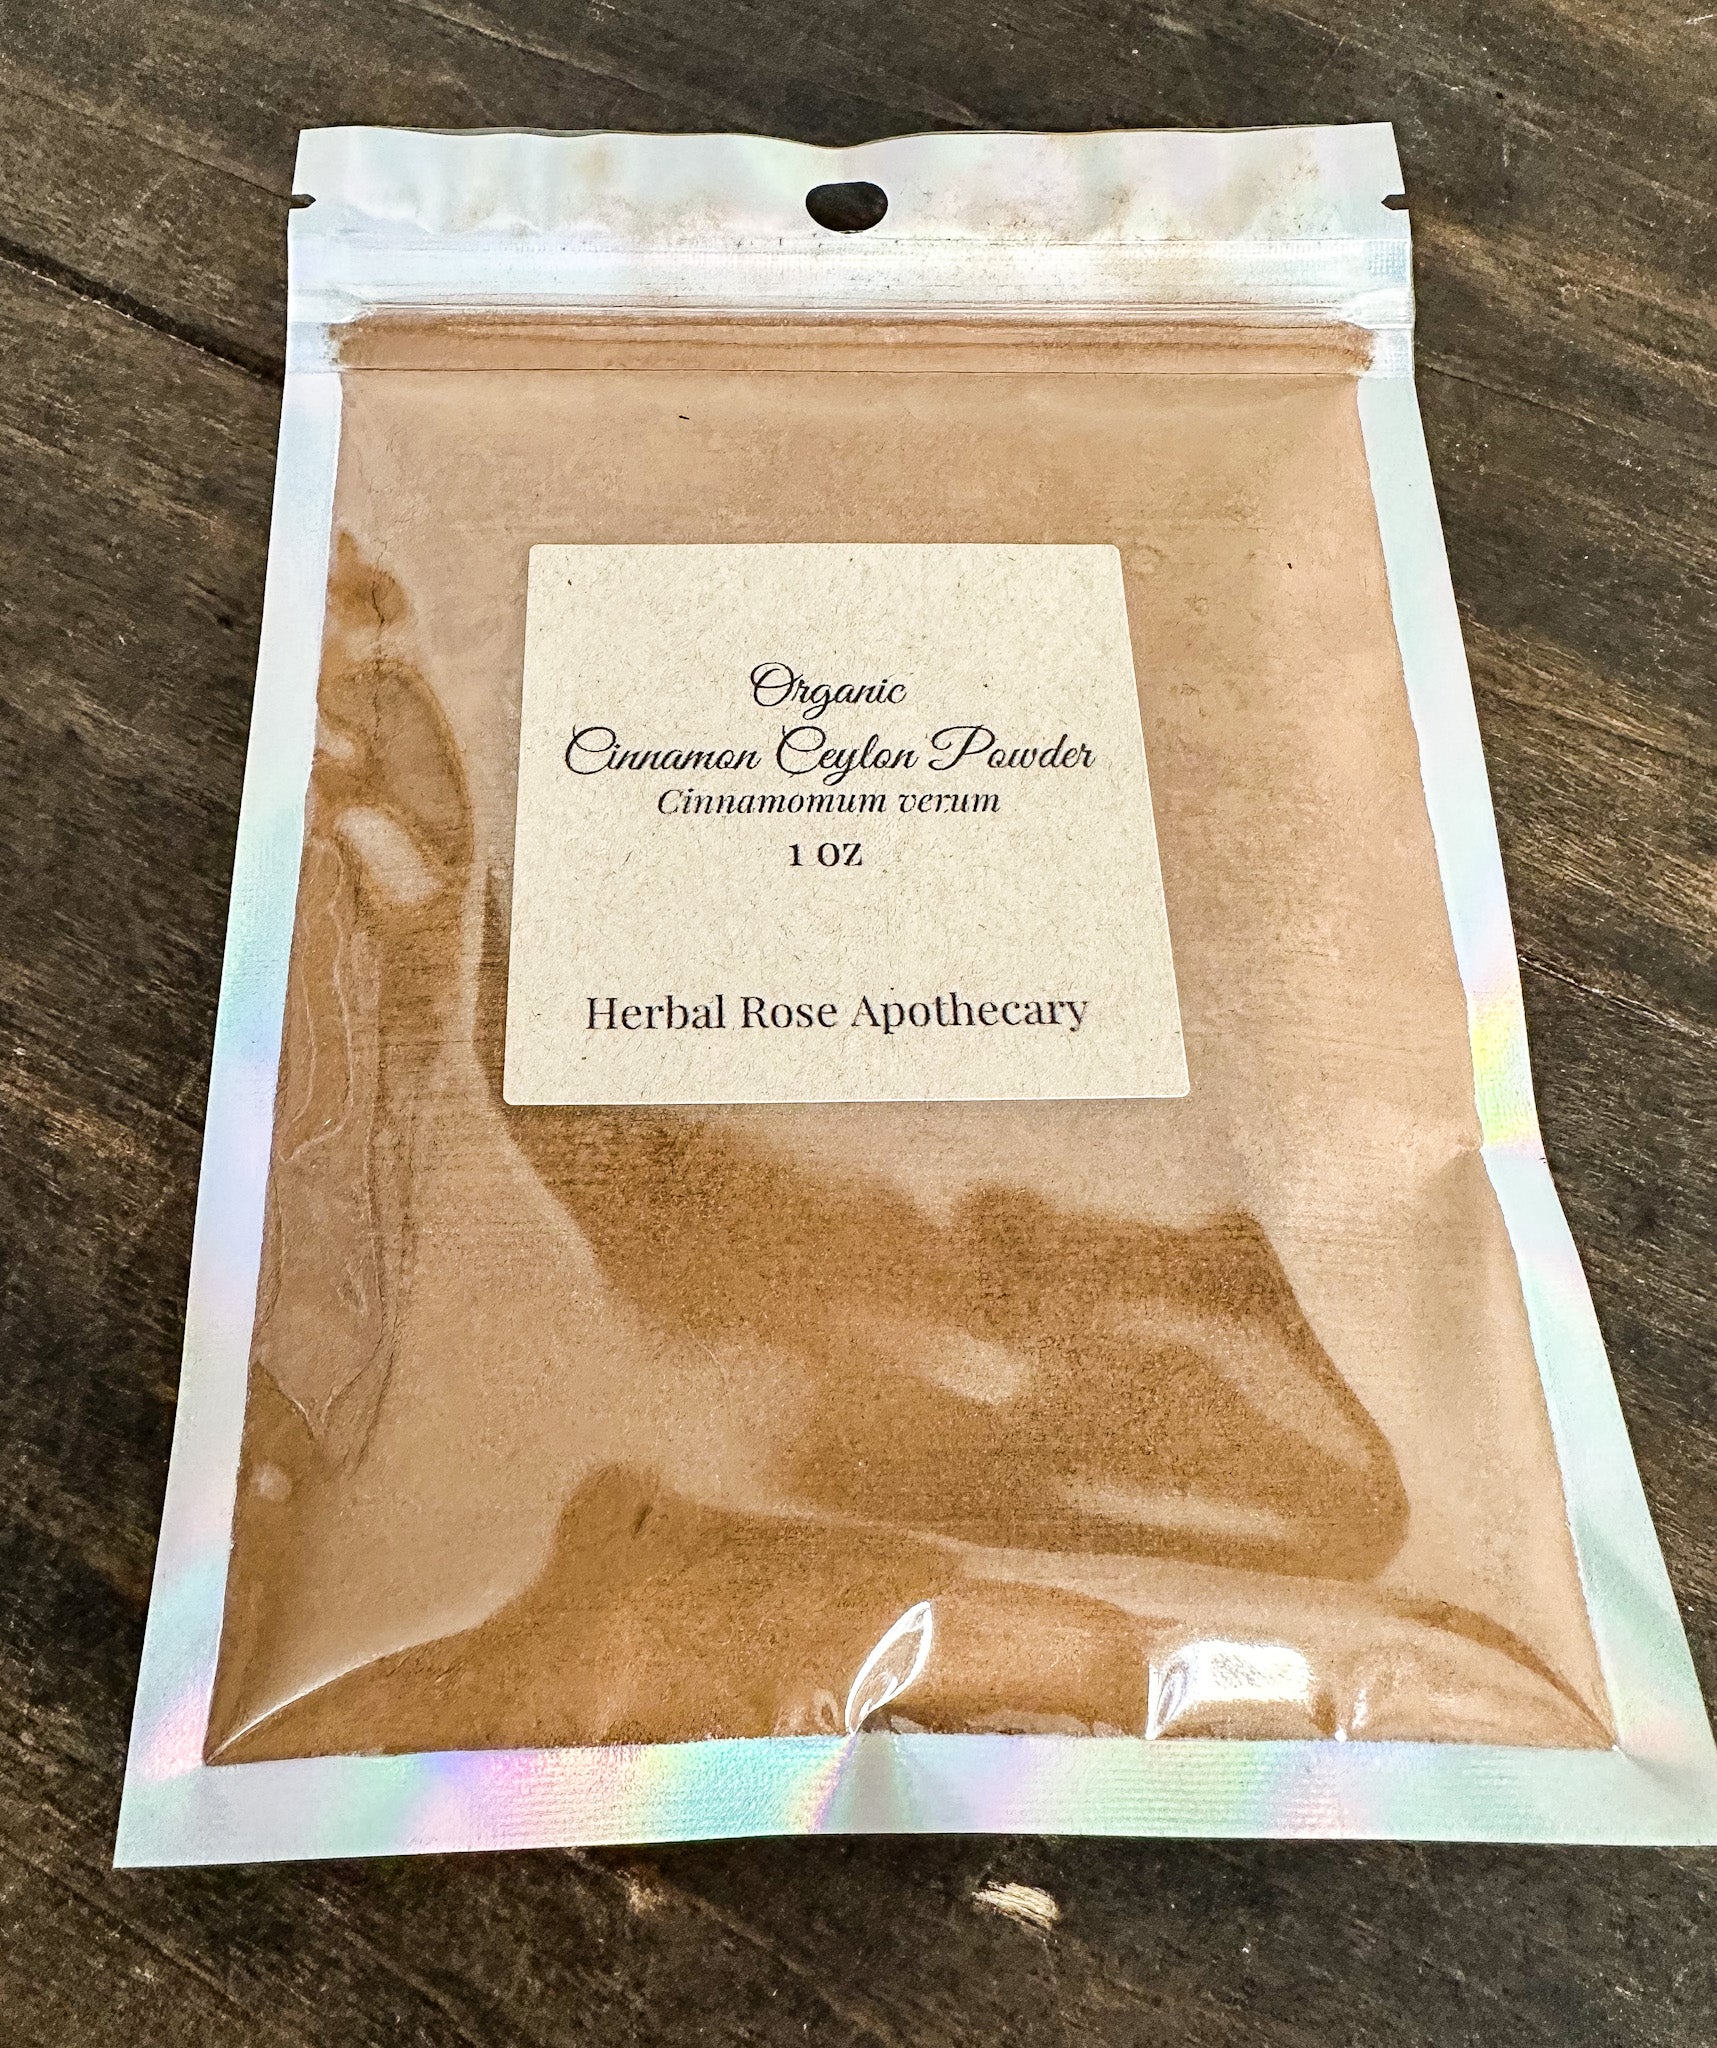 Organic
Cinnamon Ceylon Powder
Cinnamomum verum
1 oz
Herbal Rose Apothecary